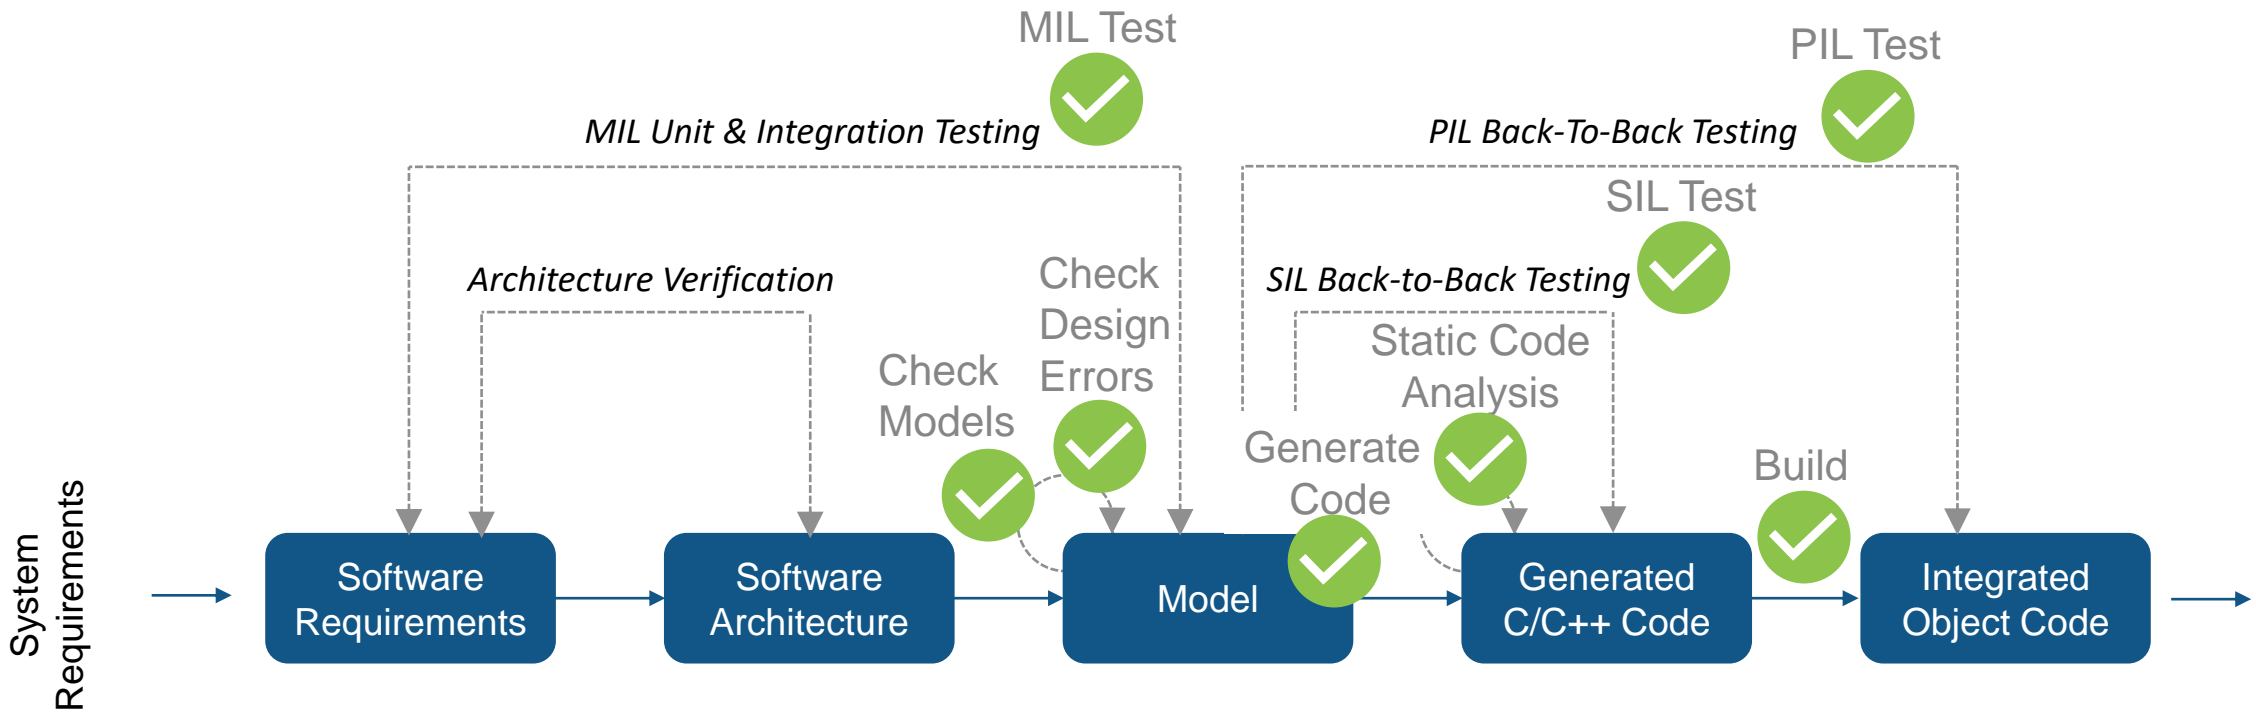 MIL Test
PIL Test
MIL Unit & Integration Testing
PIL Back-To-Back Testing
SIL Test
Architecture Verification
Check
Design
Errors
SIL Back-to-Back Testing
Check
Models
Static Code
Analysis
Generate
Code
Build
System
Requirements
Software
Requirements
Software
Architecture
Model
Generated
C/C++ Code
Integrated
Object Code